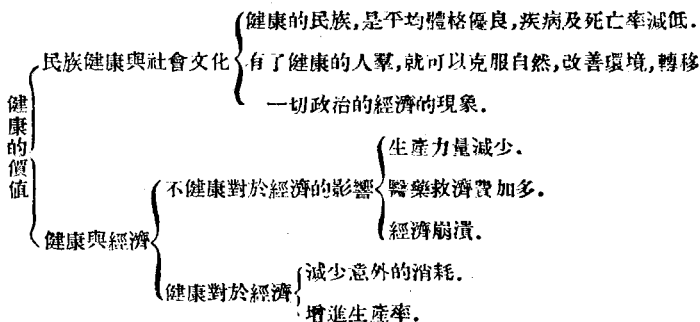 健康的價値
民族健康與社會文化
健康的民族,是平均體格優良,疾病及死亡率減低.
有了健康的人羣,就可以克服自然,改善環境,轉移
一切政治的經濟的現象.
健康與經濟
不健康對於經濟的影響
生產力量減少.
醫藥救濟費加多.
經濟崩潰.
健康對於經濟
減少意外的消耗.
增進生產率.